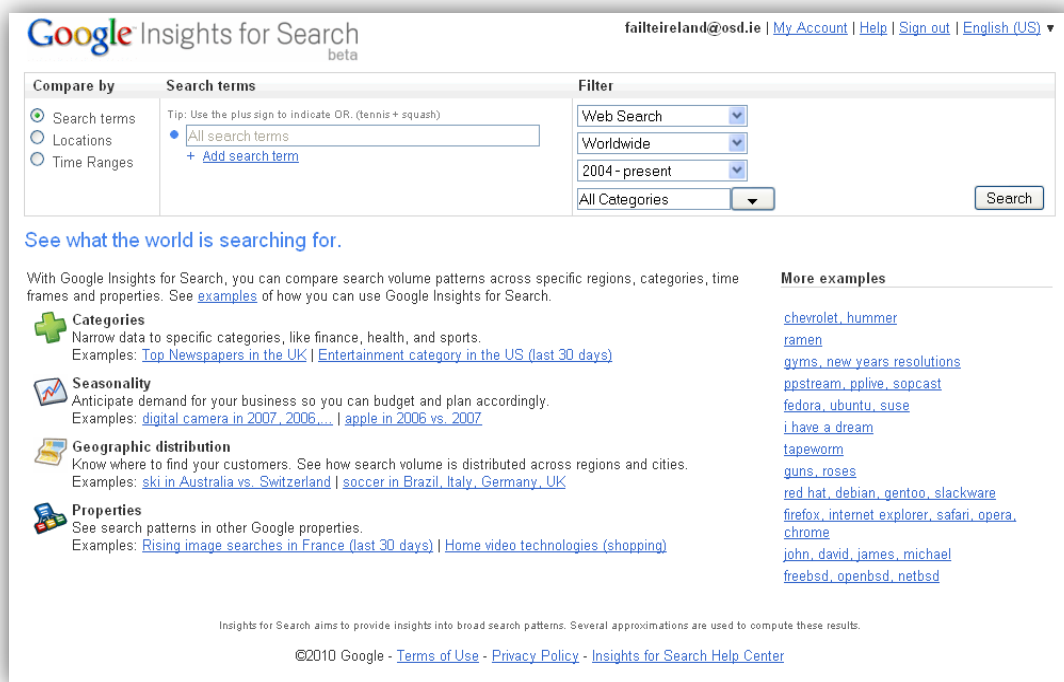 Google Insights for Search
beta
failteireland@osd.ie | My Account | Help | Sign out | English (US) ▼
Compare by
Search terms
Locations
Time Ranges
Search terms
Tip: Use the plus sign to indicate OR. (tennis + squash)
All search terms
+ Add search term
Filter
Web Search
Worldwide
2004 - present
All Categories
Search
See what the world is searching for.
With Google Insights for Search, you can compare search volume patterns across specific regions, categories, time
frames and properties. See examples of how you can use Google Insights for Search.
Categories
Narrow data to specific categories, like finance, health, and sports.
Examples: Top Newspapers in the UK | Entertainment category in the US (last 30 days)
Seasonality
Anticipate demand for your business so you can budget and plan accordingly.
Examples: digital camera in 2007, 2006,... | apple in 2006 vs. 2007
Geographic distribution
Know where to find your customers. See how search volume is distributed across regions and cities.
Examples: ski in Australia vs. Switzerland | soccer in Brazil, Italy, Germany, UK
Properties
See search patterns in other Google properties.
Examples: Rising image searches in France (last 30 days) | Home video technologies (shopping)
More examples
chevrolet, hummer
ramen
gyms, new years resolutions
ppstream, pplive, sopcast
fedora, ubuntu, suse
i have a dream
tapeworm
guns, roses
red hat, debian, gentoo, slackware
firefox, internet explorer, safari, opera,
chrome
john, david, james, michael
freebsd, openbsd, netbsd
Insights for Search aims to provide insights into broad search patterns. Several approximations are used to compute these results.
©2010 Google - Terms of Use - Privacy Policy - Insights for Search Help Center